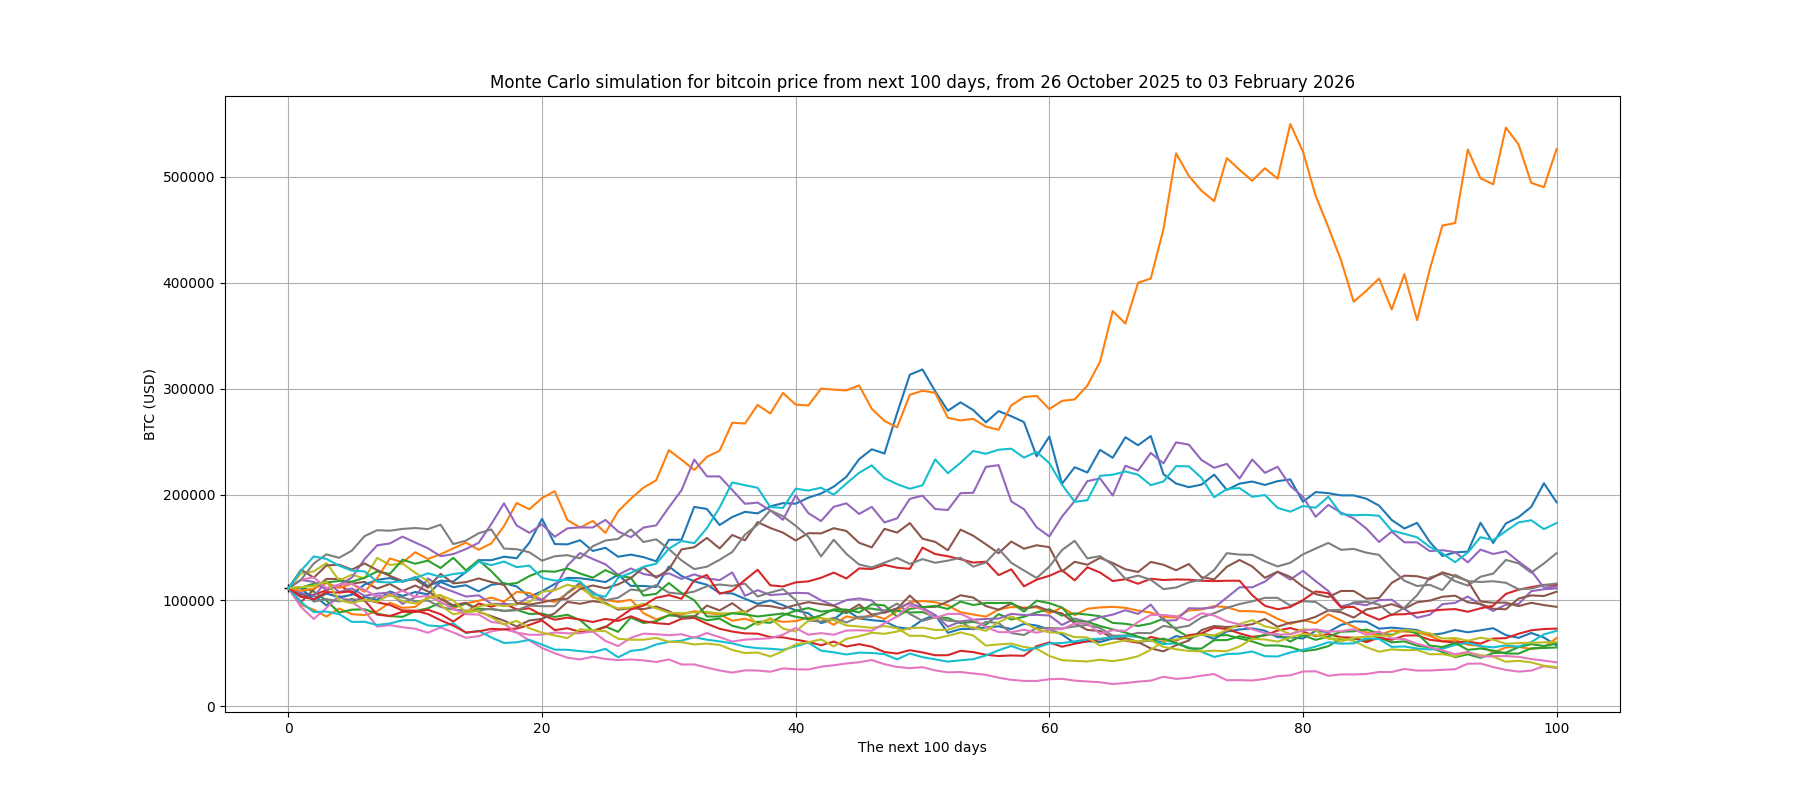 Monte Carlo simulation for bitcoin price from next 100 days, from 26 October 2025 to 03 February 2026
500000
400000
300000
200000
100000
0
BTC (USD)
0 20 40 60 80 100
The next 100 days